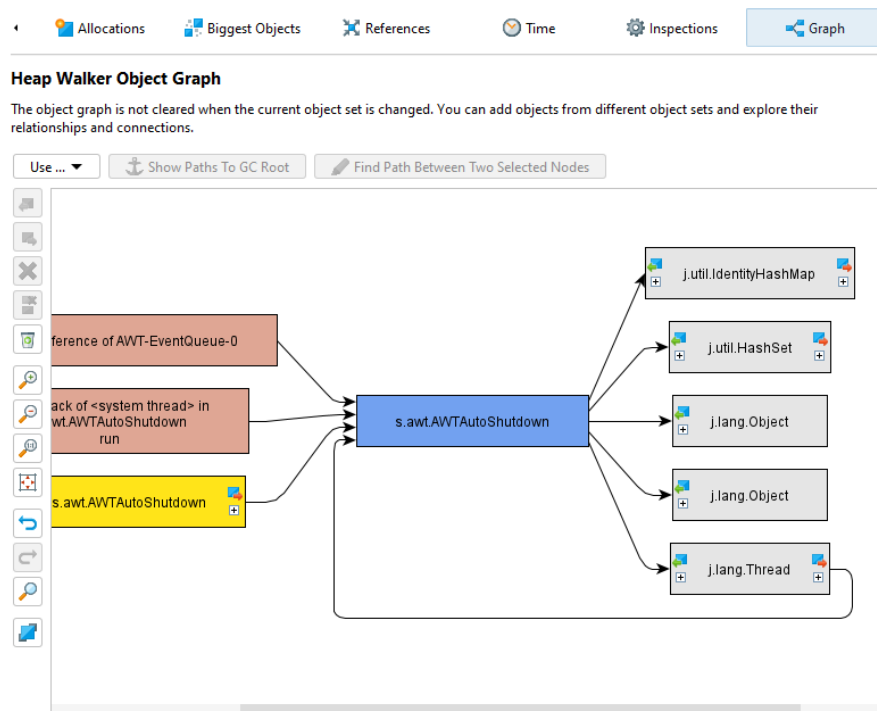 Allocations
Biggest Objects
References
Time
Inspections
Graph
Heap Walker Object Graph
The object graph is not cleared when the current object set is changed. You can add objects from different object sets and explore their
relationships and connections.
Use ...
Show Paths To GC Root
Find Path Between Two Selected Nodes
j.util.IdentityHashMap
ference of AWT-EventQueue-0
j.util.HashSet
ack of <system thread> in
wt.AWTAutoShutdown
run
s.awt.AWTAutoShutdown
j.lang.Object
s.awt.AWTAutoShutdown
j.lang.Object
j.lang.Thread